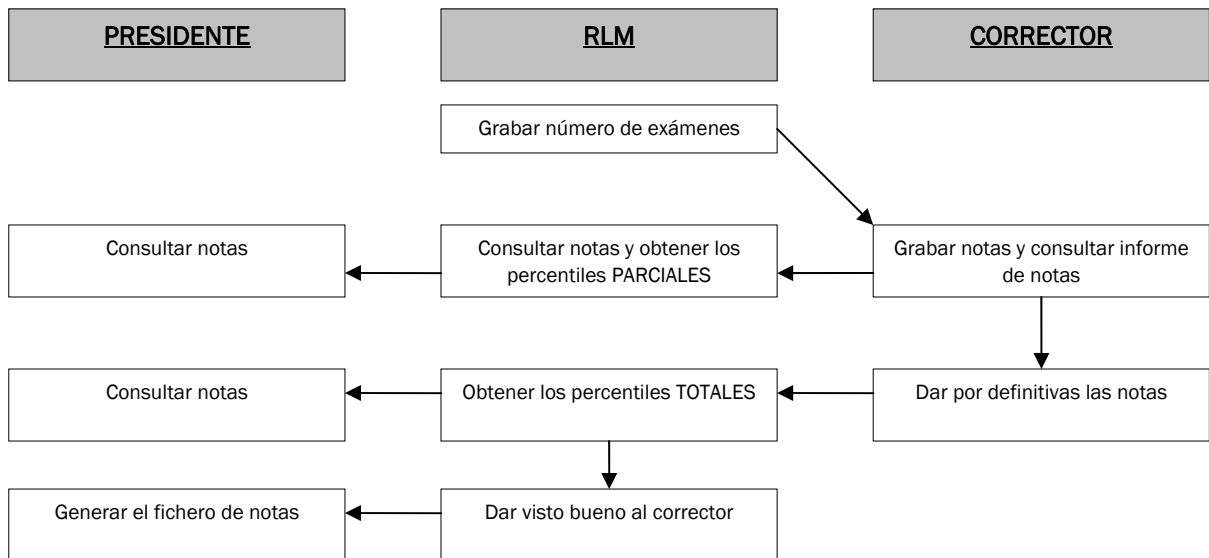 PRESIDENTE
RLM
CORRECTOR
Grabar número de exámenes
Consultar notas
Consultar notas y obtener los
percentiles PARCIALES
Grabar notas y consultar informe
de notas
Consultar notas
Obtener los percentiles TOTALES
Dar por definitivas las notas
Generar el fichero de notas
Dar visto bueno al corrector